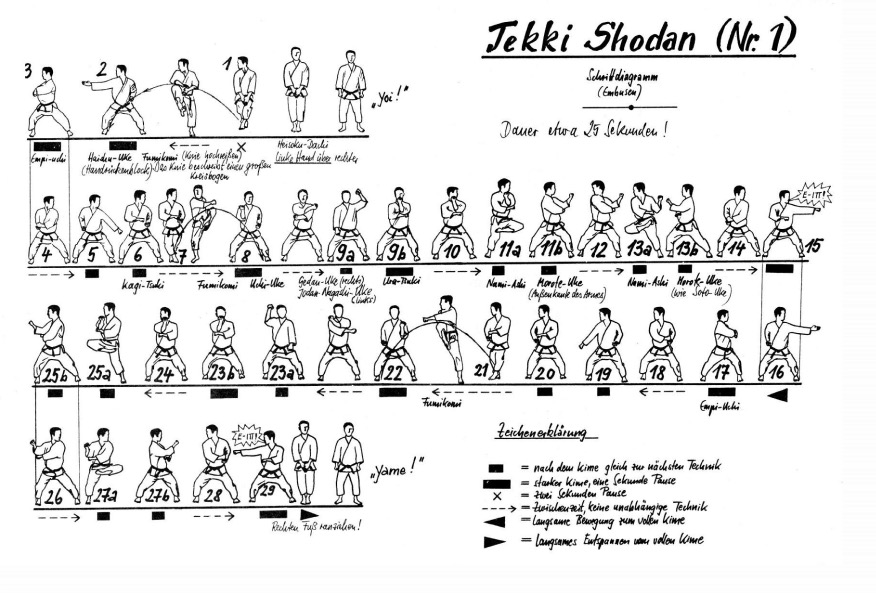 Tekki Shodan (Nr. 1)
Schrittdiagramm
(Embusen)
Dauer etwa 25 Sekunden!
3 2 1
„Yoi!"
Empi-Uchi
Haishu-Uke
(Handrückenblock)
Fumikomi (Knie hochreißen)
Das Knie beschreibt einen großen
Kreisbogen
Heisoku-Dachi
Linke Hand über rechter
4 5 6 7 8 9a 9b 10 11a 11b 12 13a 13b 14 15
E-ITT!
Kagi-Tsuki
Fumikomi
Uchi-Uke
Gedan-Uke (rechts)
Jodan-Nagashi-Uke
(links)
Ura-Tsuki
Nami-Ashi
Morote-Uke
(Außenkante des Armes)
Nami-Ashi
Morote-Uke
(wie Soto-Uke)
25b 25a 24 23b 23a 22 21 20 19 18 17 16
Fumikomi
Empi-Uchi
26 27a 27b 28 29
E-ITT!
„Yame!"
Rechten Fuß ranziehen!
Zeichenerklärung
= nach dem Kime gleich zur nächsten Technik
= starker Kime, eine Sekunde Pause
× = zwei Sekunden Pause
= Zwischenzeit, keine unabhängige Technik
= langsame Bewegung zum vollen Kime
= langsames Entspannen vom vollen Kime